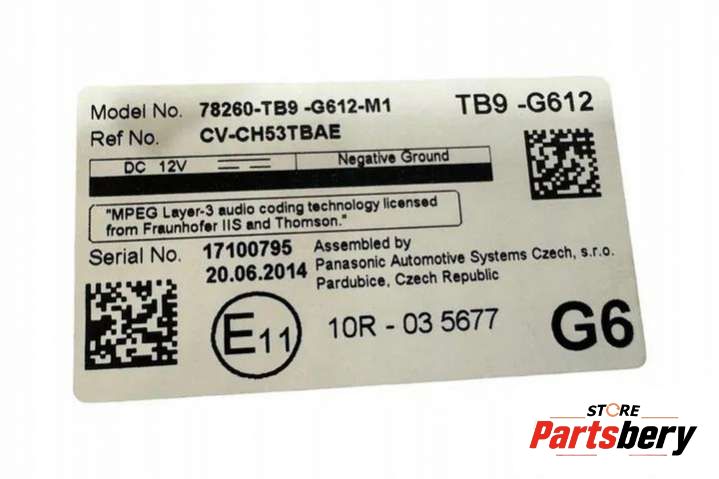 Model No. 78260-TB9 -G612-M1 TB9 -G612
Ref No. CV-CH53TBAE
DC 12V Negative Ground
"MPEG Layer-3 audio coding technology licensed
from Fraunhofer IIS and Thomson."
Serial No. 17100795 Assembled by
20.06.2014 Panasonic Automotive Systems Czech, s.r.o.
Pardubice, Czech Republic
E11 10R - 03 5677 G6
STORE
Partsbery